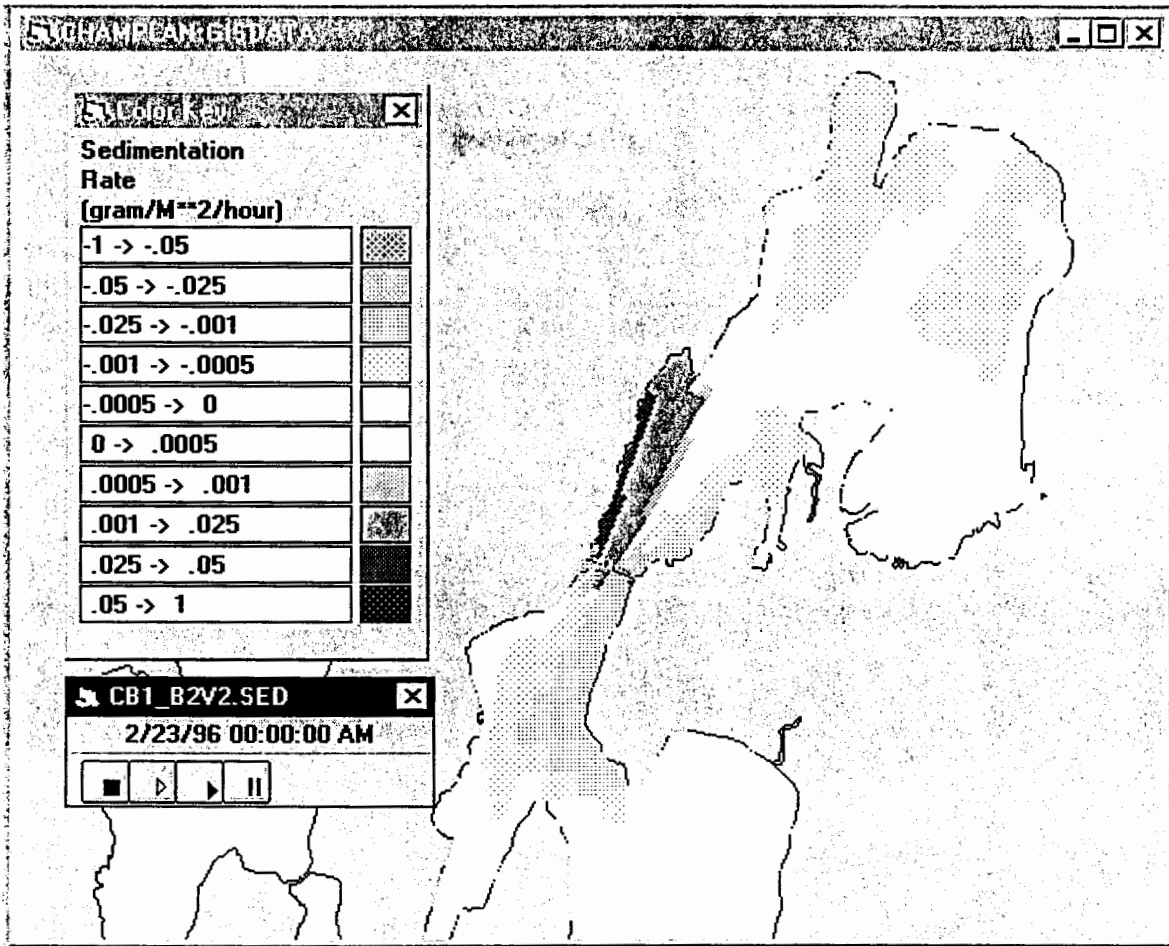 CHAMPLAN:GISDATA
Color Key
Sedimentation
Rate
(gram/M**2/hour)
-1 -> -.05
-.05 -> -.025
-.025 -> -.001
-.001 -> -.0005
-.0005 -> 0
0 -> .0005
.0005 -> .001
.001 -> .025
.025 -> .05
.05 -> 1
CB1_B2V2.SED
2/23/96 00:00:00 AM